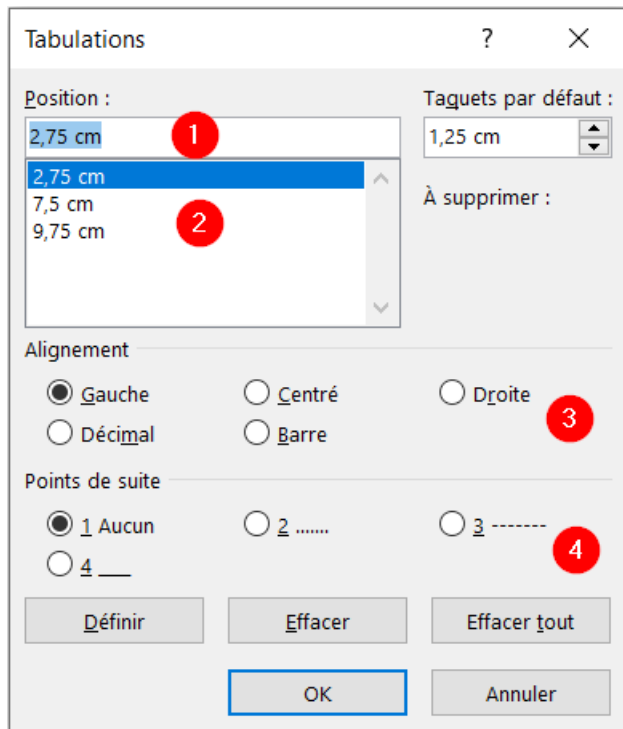 Tabulations ?
Position : Taquets par défaut :
2,75 cm 1 1,25 cm
2,75 cm
7,5 cm 2
9,75 cm
À supprimer :
Alignement
Gauche Centré Droite 3
Décimal Barre
Points de suite
1 Aucun 2 ....... 3 ------- 4
4 ___
Définir Effacer Effacer tout
OK Annuler